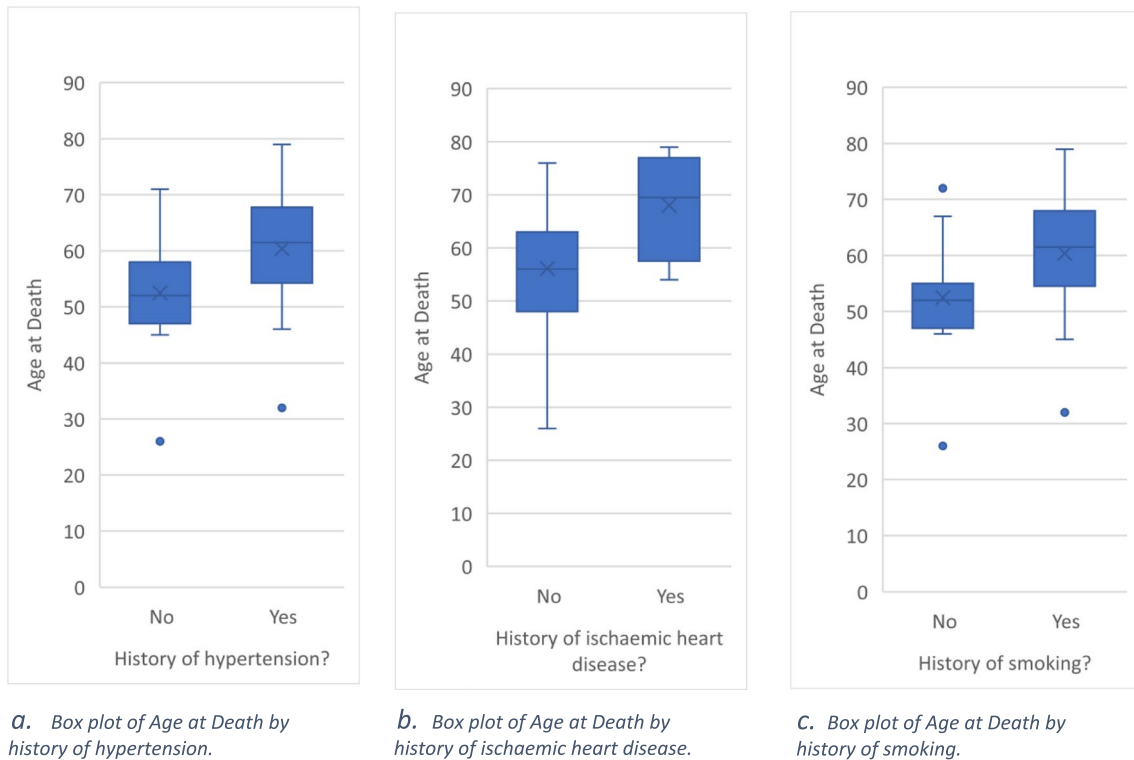 90
80
70
60
50
40
30
20
10
0
Age at Death
No Yes
History of hypertension?
a. Box plot of Age at Death by
history of hypertension.
90
80
70
60
50
40
30
20
10
0
Age at Death
No Yes
History of ischaemic heart
disease?
b. Box plot of Age at Death by
history of ischaemic heart disease.
90
80
70
60
50
40
30
20
10
0
Age at Death
No Yes
History of smoking?
c. Box plot of Age at Death by
history of smoking.